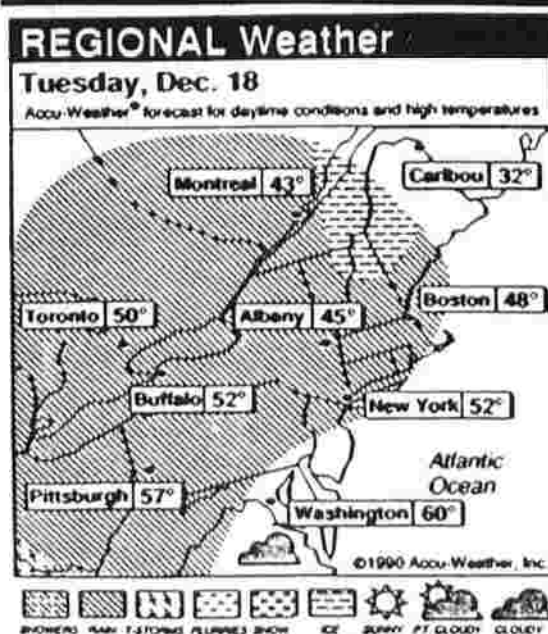 REGIONAL Weather
Tuesday, Dec. 18
Accu-Weather® forecast for daytime conditions and high temperatures
Montreal 43°
Caribou 32°
Toronto 50°
Albany 45°
Boston 48°
Buffalo 52°
New York 52°
Atlantic
Ocean
Pittsburgh 57°
Washington 60°
©1990 Accu-Weather, Inc.
SHOWERS RAIN T-STORMS FLURRIES SNOW ICE SUNNY PT. CLOUDY CLOUDY